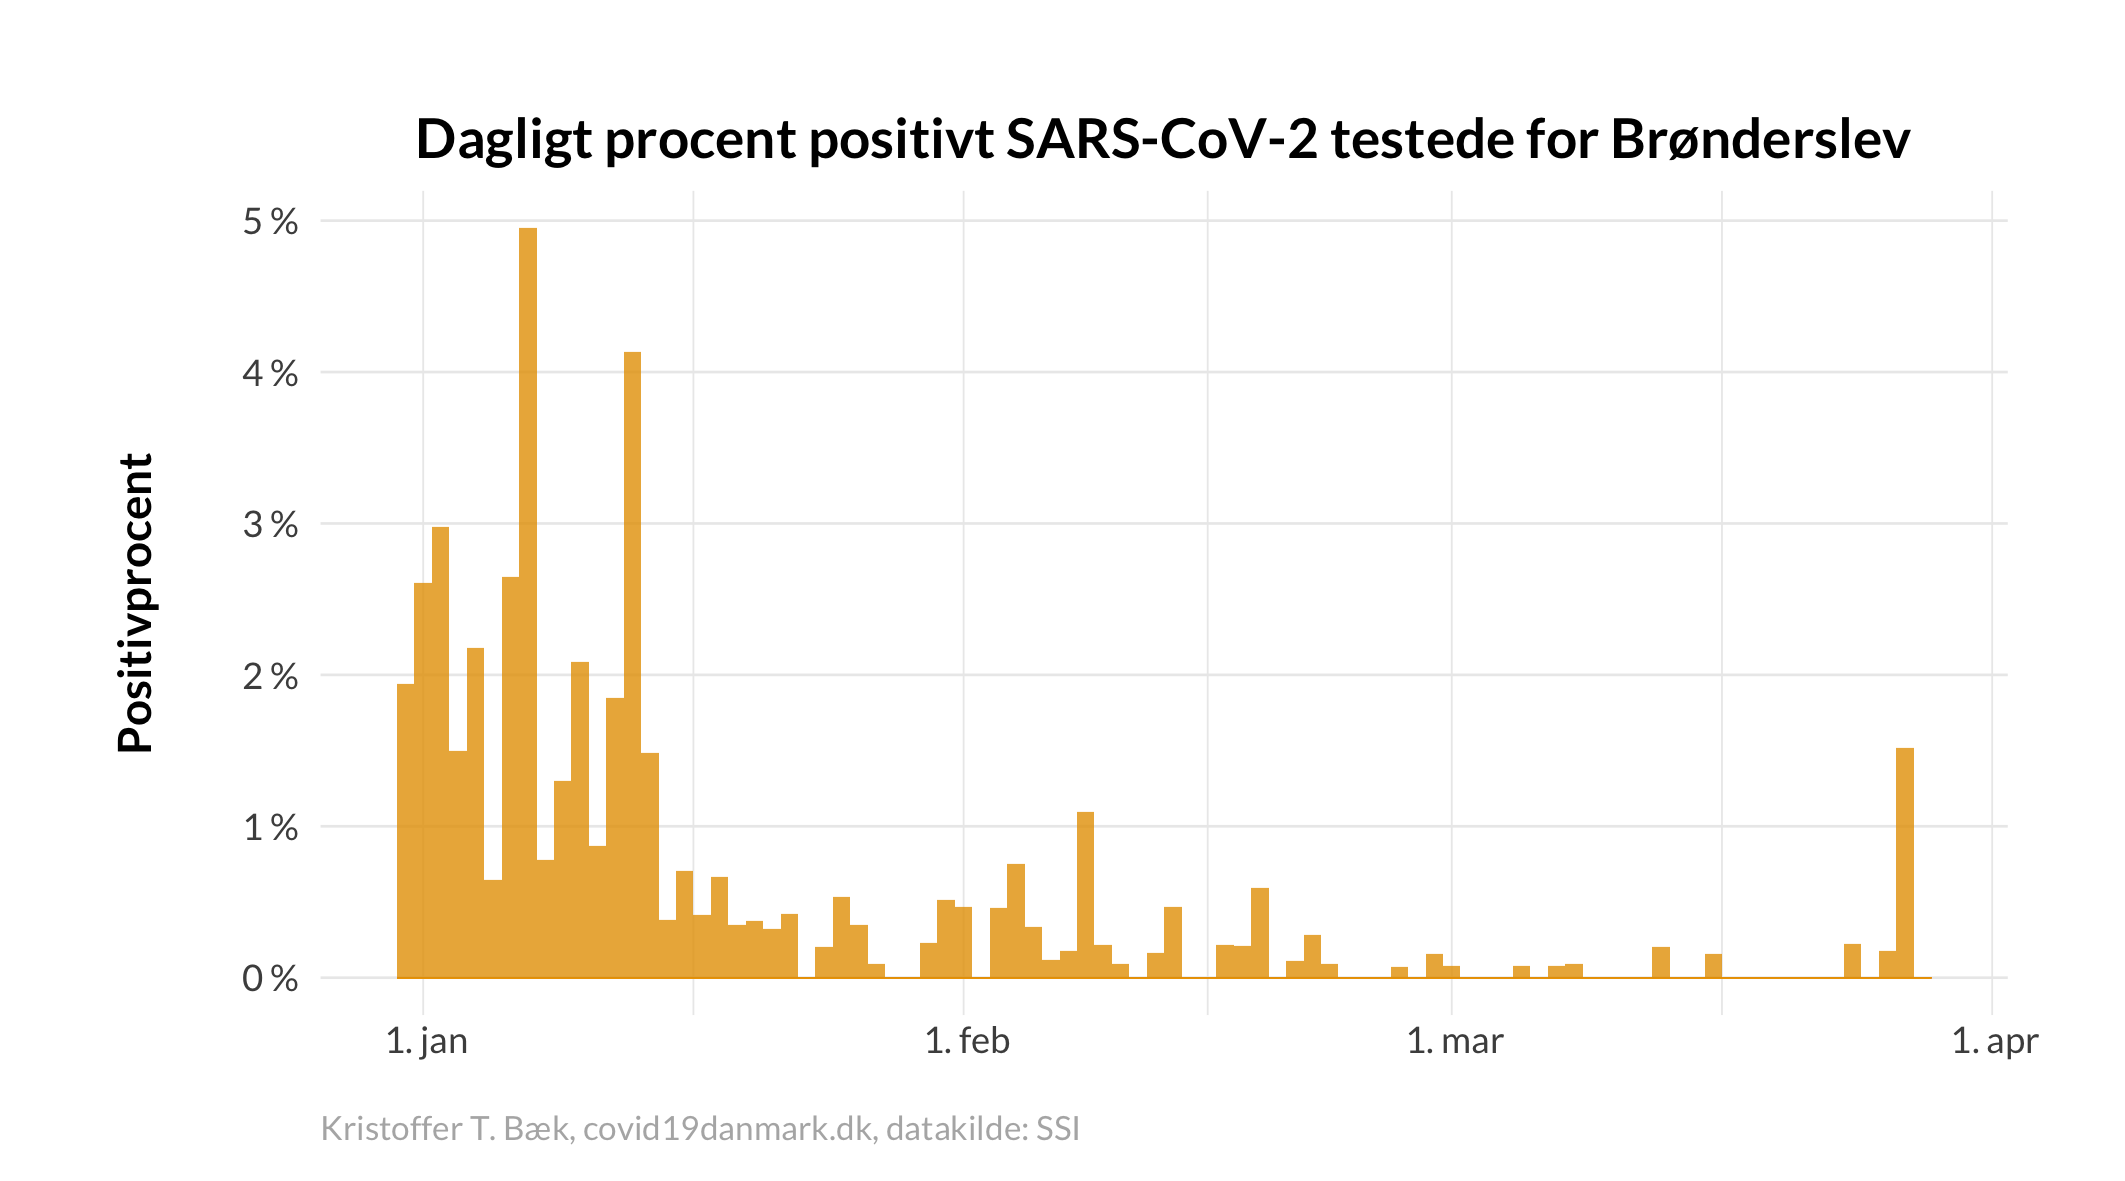 Dagligt procent positivt SARS-CoV-2 testede for Brønderslev
Positivprocent
5 %
4 %
3 %
2 %
1 %
0 %
1. jan
1. feb
1. mar
1. apr
Kristoffer T. Bæk, covid19danmark.dk, datakilde: SSI